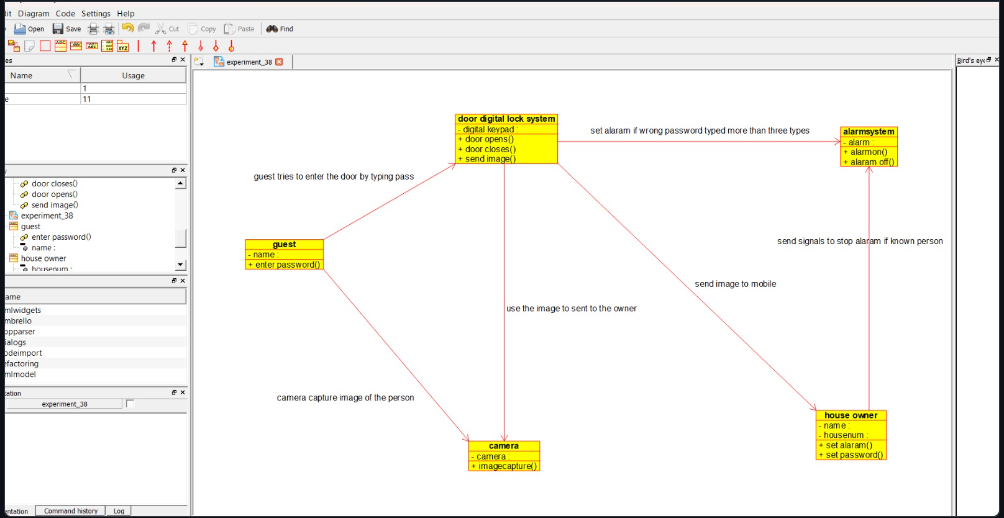 Diagram Code Settings Help
Open Save Cut Copy Paste Find
experiment_38
Name Usage
1
e 11
door closes()
door opens()
send image()
experiment_38
guest
enter password()
name :
house owner
housenum :
ame
mlwidgets
mbrello
opparser
ialogs
odeimport
efactoring
mlmodel
tation
experiment_38
entation Command history Log
Bird's eye
door digital lock system
- digital keypad
+ door opens()
+ door closes()
+ send image()
set alaram if wrong password typed more than three types
alarmsystem
- alarm :
+ alarmon()
+ alaram off()
guest tries to enter the door by typing pass
guest
- name :
+ enter password()
send signals to stop alaram if known person
send image to mobile
use the image to sent to the owner
camera capture image of the person
house owner
- name :
- housenum :
+ set alaram()
+ set password()
camera
- camera :
+ imagecapture()